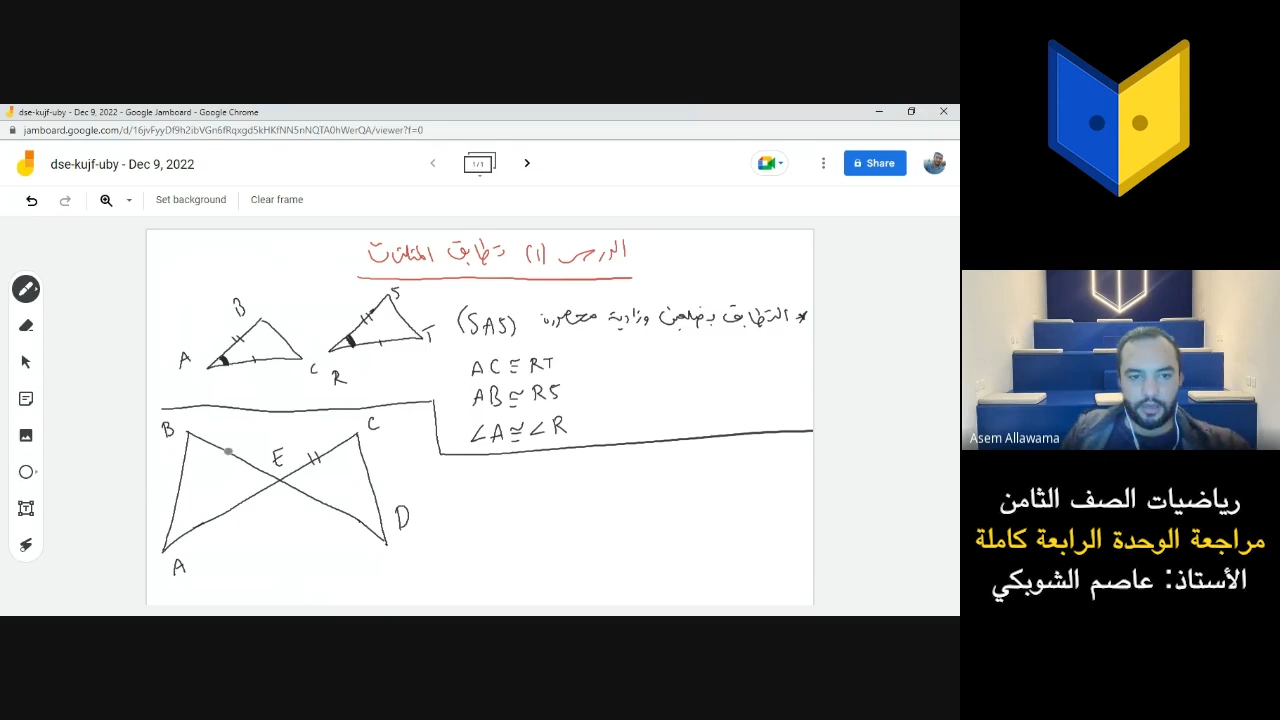 dse-kujf-uby - Dec 9, 2022 - Google Jamboard - Google Chrome
jamboard.google.com/d/16jvFyyDf9h2ibVGn6fRqxgd5kHKfNN5nNQTA0hWerQA/viewer?f=0
dse-kujf-uby - Dec 9, 2022
1/1
Share
Set background
Clear frame
الدرس (1) تطابق المثلثات
* التطابق بضلعين وزاوية محصورة (SAS)
B
A
C
S
T
R
AC ≅ RT
AB ≅ RS
∠A ≅ ∠R
B
C
E
D
A
Asem Allawama
رياضيات الصف الثامن
مراجعة الوحدة الرابعة كاملة
الأستاذ: عاصم الشوبكي